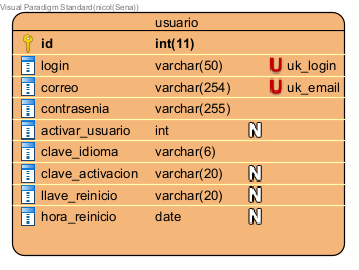 Visual Paradigm Standard(nicol(Sena))
usuario
id int(11)
login varchar(50) U uk_login
correo varchar(254) U uk_email
contrasenia varchar(255)
activar_usuario int N
clave_idioma varchar(6)
clave_activacion varchar(20) N
llave_reinicio varchar(20) N
hora_reinicio date N